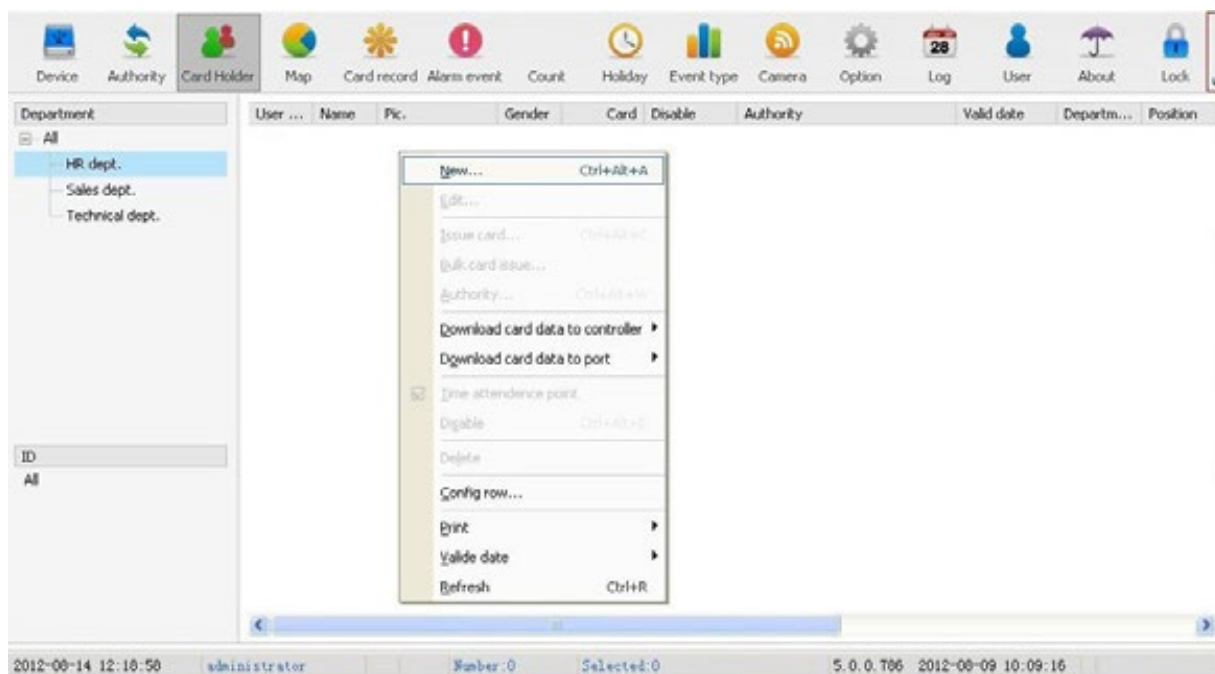 28
Device Authority Card Holder Map Card record Alarm event Count Holiday Event type Camera Option Log User About Lock
Department
User ... Name Pic. Gender Card Disable Authority Valid date Departm... Position
All
HR dept.
Sales dept.
Technical dept.
New... Ctrl+Alt+A
Edit...
Issue card...
Bulk card issue...
Authority...
Download card data to controller
Download card data to port
Time attendence point
Disable
Delete
Config row...
Print
Valide date
Refresh Ctrl+R
ID
All
2012-08-14 12:18:58 administrator Number:0 Selected:0 5.0.0.786 2012-08-09 10:09:16